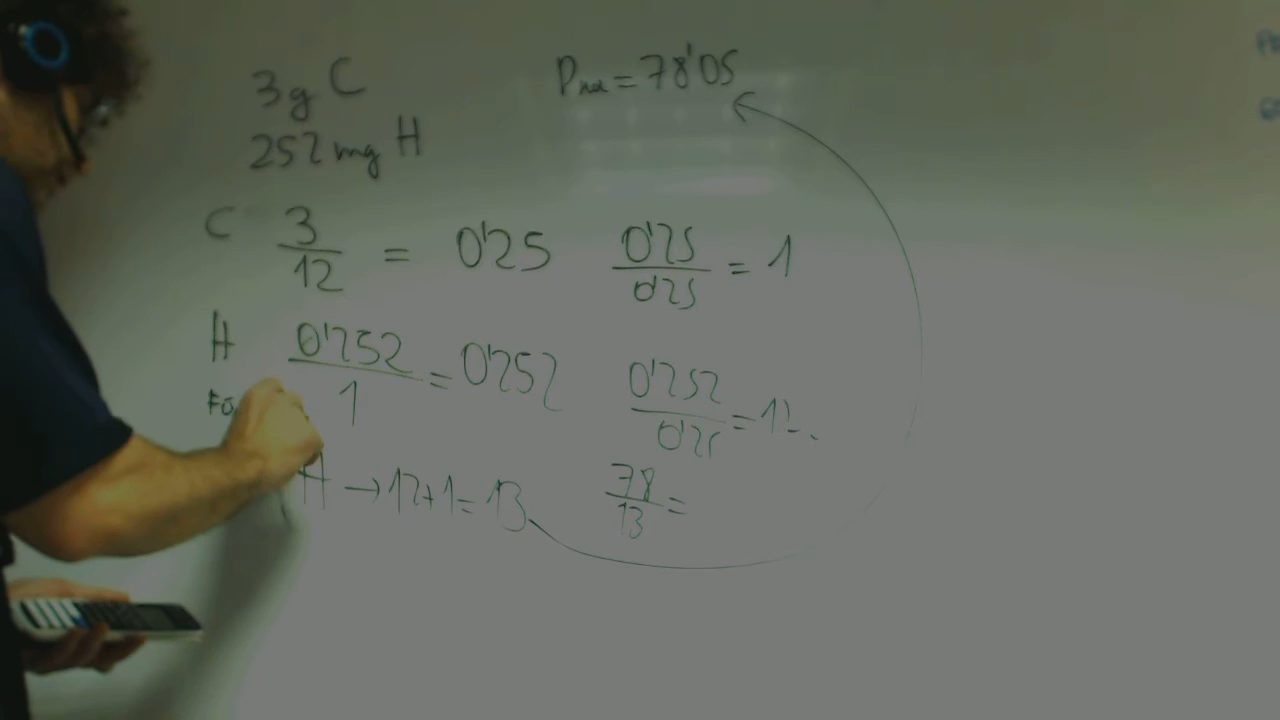 3g C
252 mg H
Pmol = 78'05
C 3/12 = 0'25 0'25/0'25 = 1
H 0'252/1 = 0'252 0'252/0'25 = 1
H → 12+1=13 78/13 =